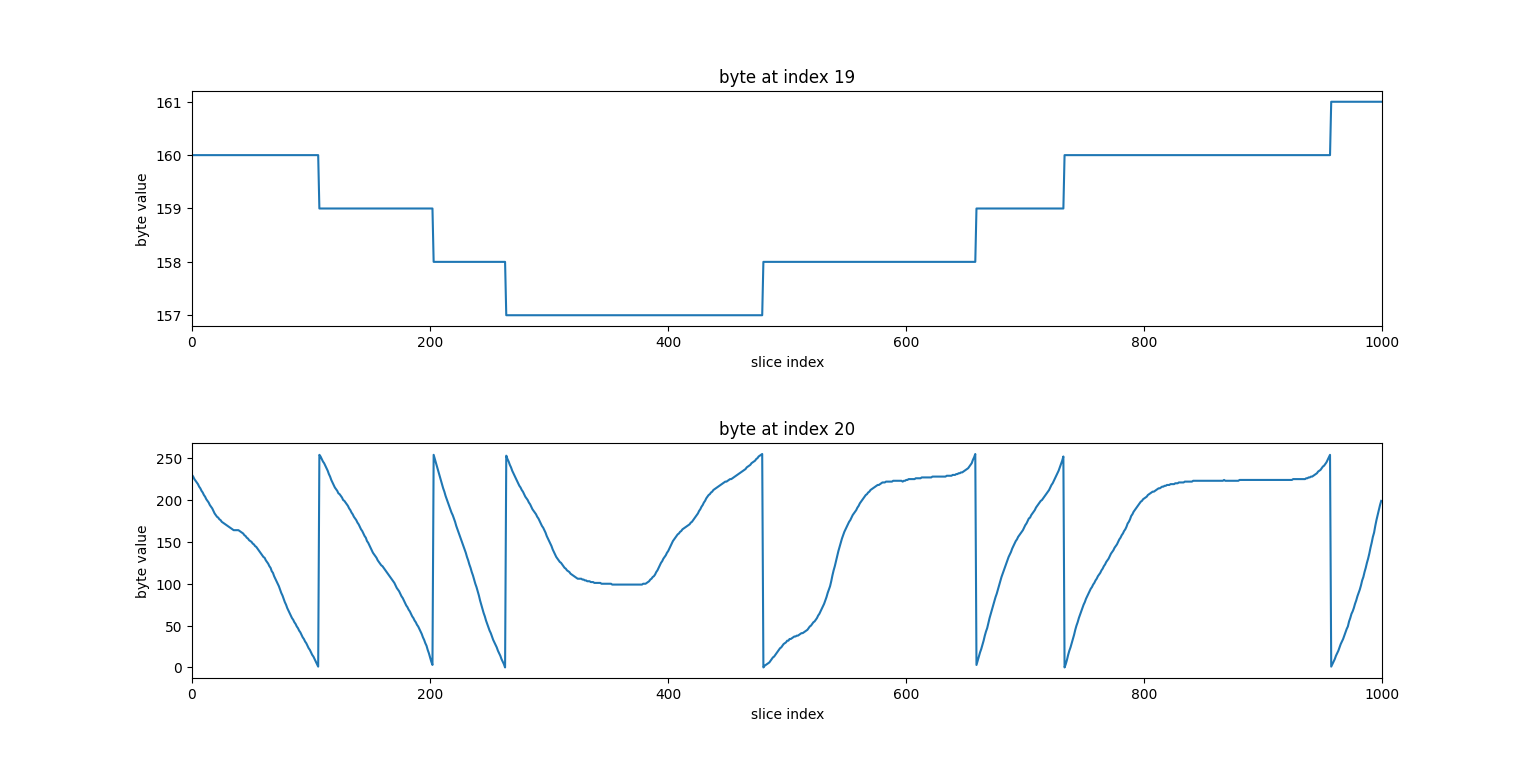 byte at index 19
byte value
161
160
159
158
157
0 200 400 600 800 1000
slice index
byte at index 20
byte value
250
200
150
100
50
0
0 200 400 600 800 1000
slice index